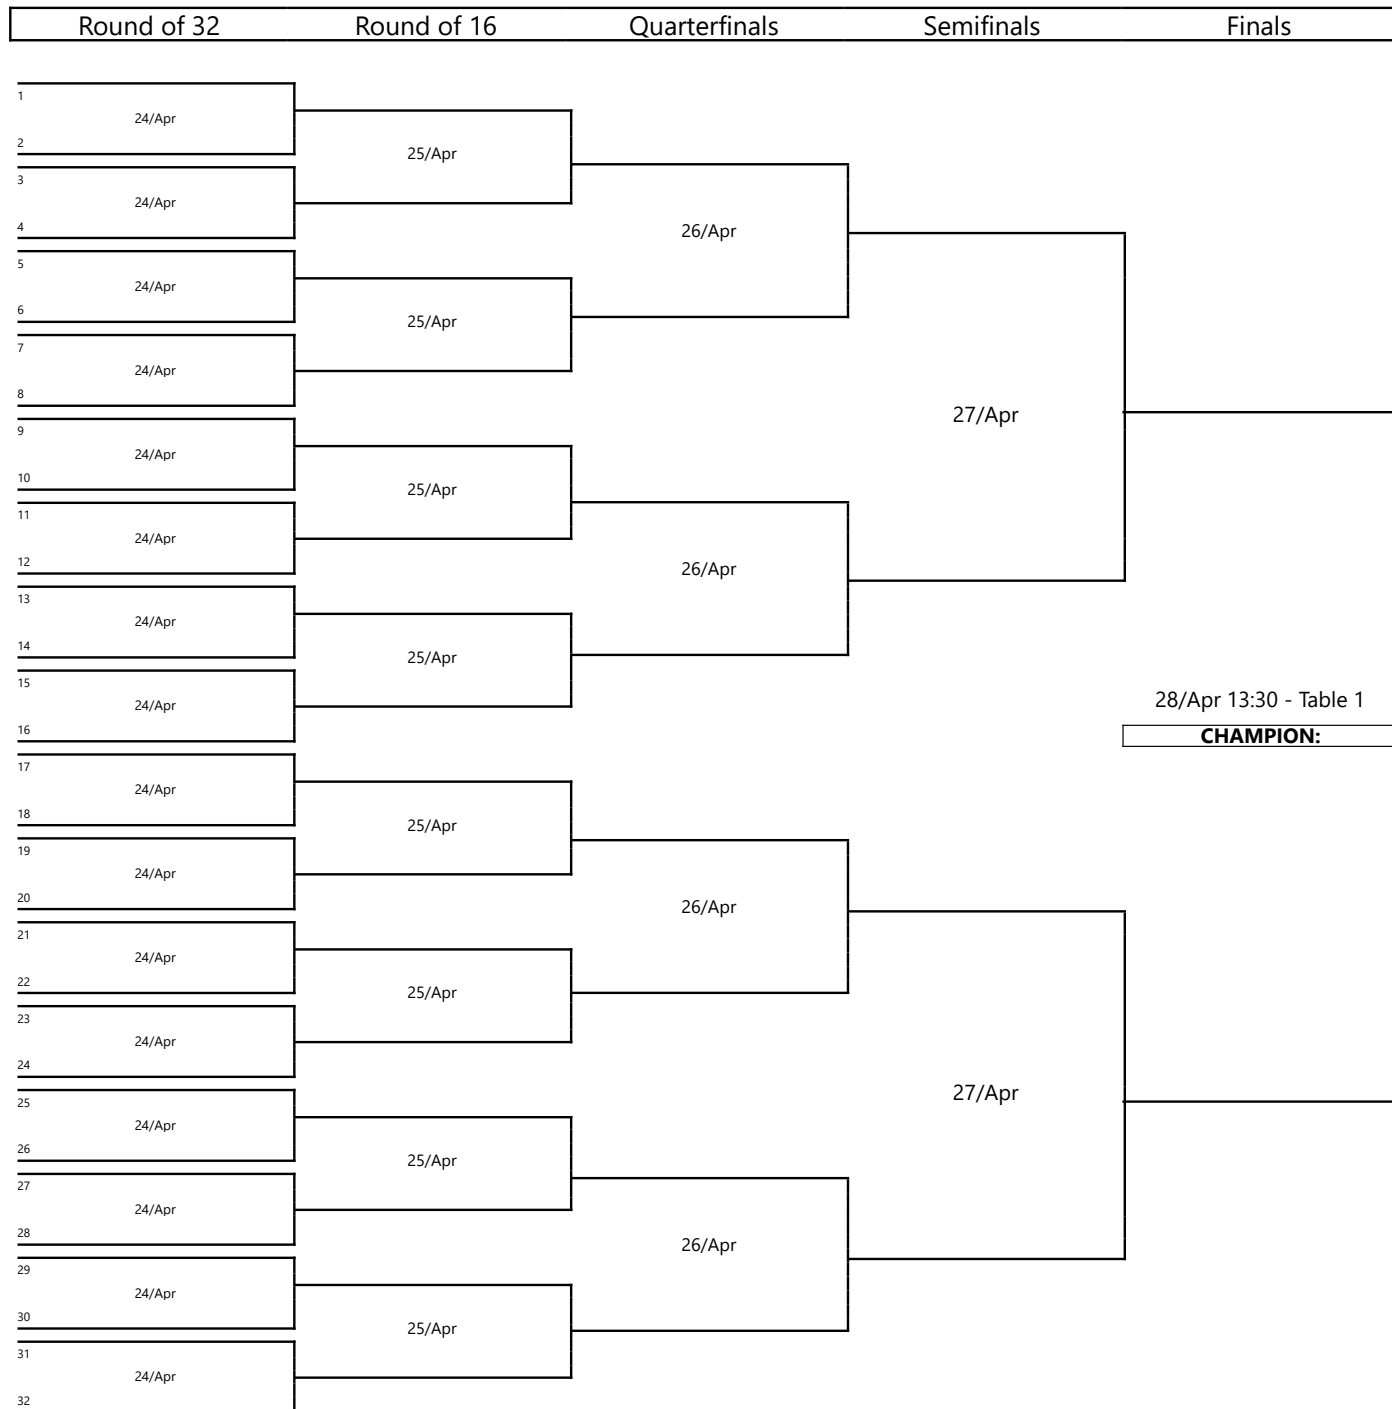 Round of 32 Round of 16 Quarterfinals Semifinals Finals
1
24/Apr
2
25/Apr
3
24/Apr
4
26/Apr
5
24/Apr
6
25/Apr
7
24/Apr
8
27/Apr
9
24/Apr
10
25/Apr
11
24/Apr
12
26/Apr
13
24/Apr
14
25/Apr
15
24/Apr
16
28/Apr 13:30 - Table 1
CHAMPION:
17
24/Apr
18
25/Apr
19
24/Apr
20
26/Apr
21
24/Apr
22
25/Apr
23
24/Apr
24
27/Apr
25
24/Apr
26
25/Apr
27
24/Apr
28
26/Apr
29
24/Apr
30
25/Apr
31
24/Apr
32